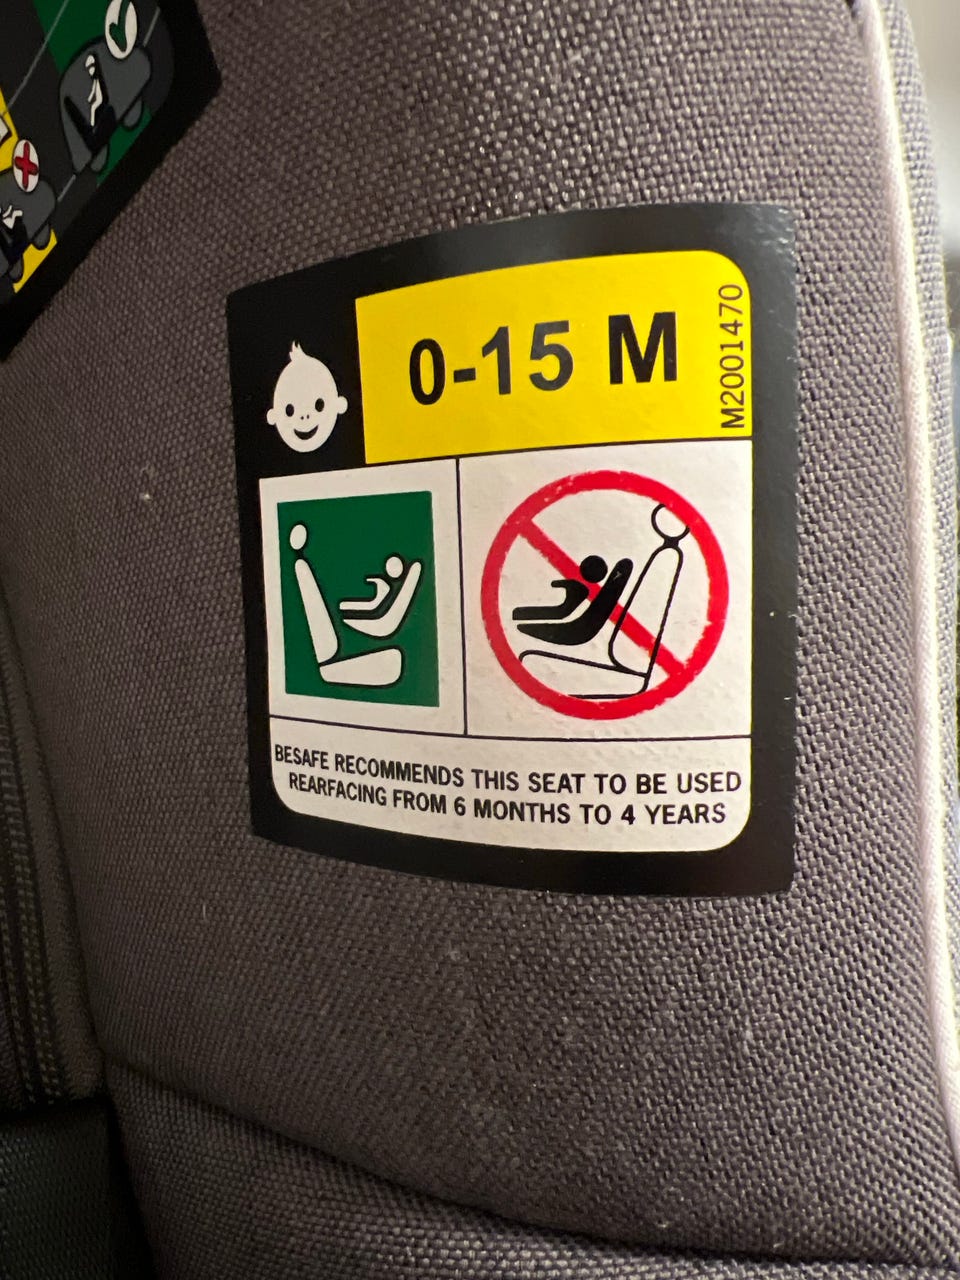 0-15 M
M2001470
BESAFE RECOMMENDS THIS SEAT TO BE USED
REARFACING FROM 6 MONTHS TO 4 YEARS